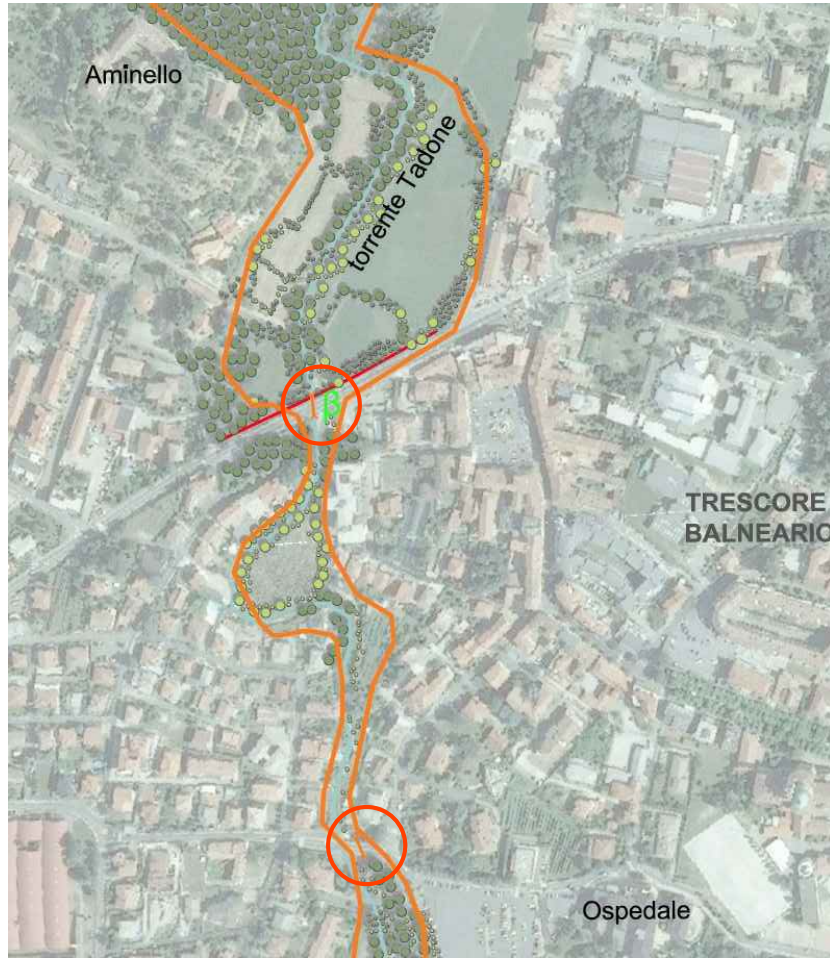 Aminello
torrente Tadone
β
TRESCORE
BALNEARIO
Ospedale